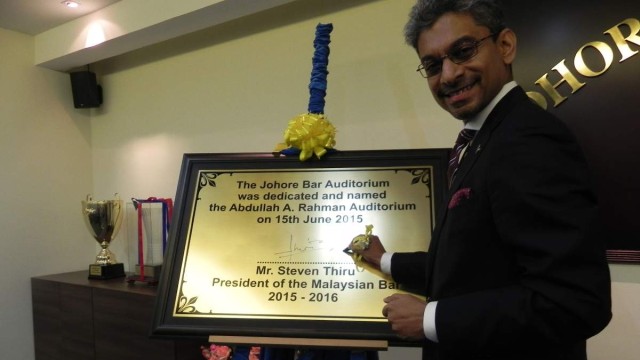 OHOR
The Johore Bar Auditorium
was dedicated and named
the Abdullah A. Rahman Auditorium
on 15th June 2015
Mr. Steven Thiru
President of the Malaysian Bar
2015 - 2016